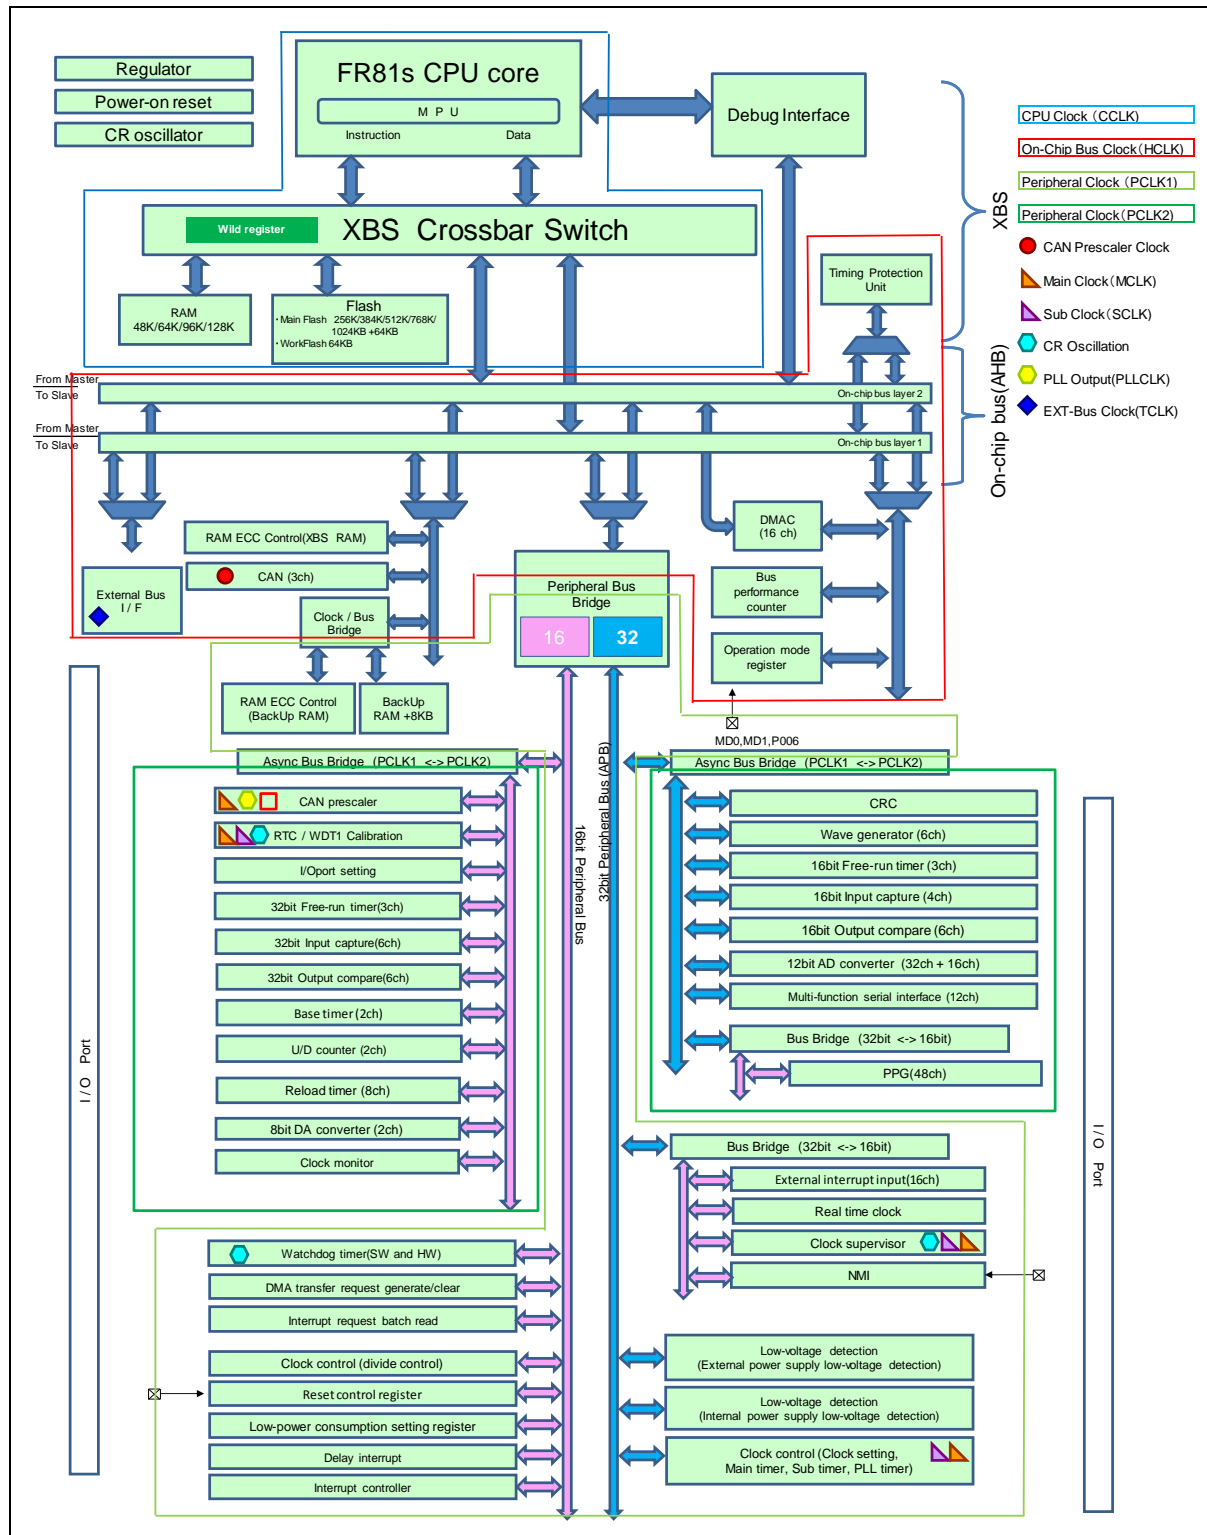 Regulator
Power-on reset
CR oscillator
FR81s CPU core
M P U
Instruction
Data
Debug Interface
XBS
CPU Clock (CCLK)
On-Chip Bus Clock(HCLK)
Peripheral Clock (PCLK1)
Peripheral Clock(PCLK2)
CAN Prescaler Clock
Main Clock(MCLK)
Sub Clock(SCLK)
CR Oscillation
PLL Output(PLLCLK)
EXT-Bus Clock(TCLK)
Wild register
XBS Crossbar Switch
Timing Protection
Unit
RAM
48K/64K/96K/128K
Flash
・Main Flash 256K/384K/512K/768K/
1024KB +64KB
・WorkFlash 64KB
On-chip bus(AHB)
From Master
To Slave
On-chip bus layer 2
From Master
To Slave
On-chip bus layer 1
RAM ECC Control(XBS RAM)
CAN (3ch)
External Bus
I / F
Clock / Bus
Bridge
RAM ECC Control
(BackUp RAM)
BackUp
RAM +8KB
Peripheral Bus
Bridge
16
32
DMAC
(16 ch)
Bus
performance
counter
Operation mode
register
MD0,MD1,P006
I / O Port
16bit Peripheral Bus
32bit Peripheral Bus (APB)
Async Bus Bridge (PCLK1 <-> PCLK2)
CAN prescaler
RTC / WDT1 Calibration
I/Oport setting
32bit Free-run timer(3ch)
32bit Input capture(6ch)
32bit Output compare(6ch)
Base timer (2ch)
U/D counter (2ch)
Reload timer (8ch)
8bit DA converter (2ch)
Clock monitor
Watchdog timer(SW and HW)
DMA transfer request generate/clear
Interrupt request batch read
Clock control (divide control)
Reset control register
Low-power consumption setting register
Delay interrupt
Interrupt controller
Async Bus Bridge (PCLK1 <-> PCLK2)
CRC
Wave generator (6ch)
16bit Free-run timer (3ch)
16bit Input capture (4ch)
16bit Output compare (6ch)
12bit AD converter (32ch + 16ch)
Multi-function serial interface (12ch)
Bus Bridge (32bit <-> 16bit)
PPG(48ch)
Bus Bridge (32bit <-> 16bit)
External interrupt input(16ch)
Real time clock
Clock supervisor
NMI
Low-voltage detection
(External power supply low-voltage detection)
Low-voltage detection
(Internal power supply low-voltage detection)
Clock control (Clock setting,
Main timer, Sub timer, PLL timer)
I / O Port